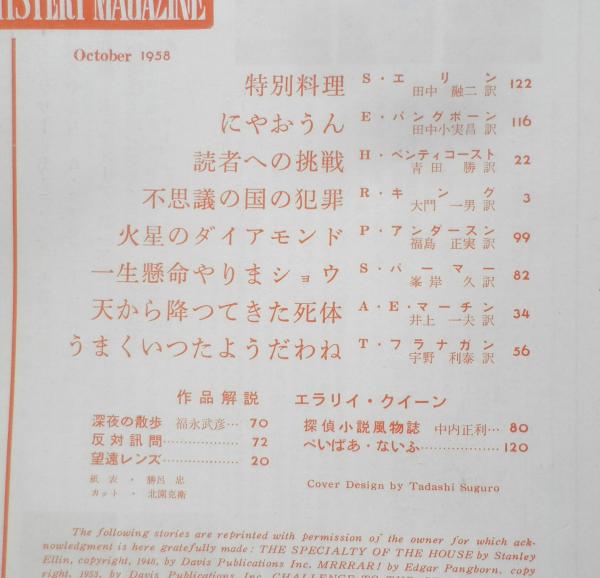 MYSTERY MAGAZINE
October 1958
特別料理 S・エリン 田中融二訳 122
にやおうん E・パングボーン 田中小実昌訳 116
読者への挑戦 H・ペンティコースト 青田勝訳 22
不思議の国の犯罪 R・キング 大門一男訳 3
火星のダイアモンド P・アンダースン 福島正実訳 99
一生懸命やりまショウ S・パーマー 峯岸久訳 82
天から降つてきた死体 A・E・マーチン 井上一夫訳 34
うまくいつたようだわね T・フラナガン 宇野利泰訳 56
作品解説 エラリイ・クイーン
深夜の散歩 福永武彦… 70
反対訊問……………… 72
望遠レンズ…………… 20
探偵小説風物誌 中内正利… 80
ぺいぱあ・ないふ……………… 120
紙表・勝呂忠
カット・北園克衛
Cover Design by Tadashi Suguro
The following stories are reprinted with permission of the owner for which ack-
nowledgment is here gratefully made: THE SPECIALTY OF THE HOUSE by Stanley
Ellin, copyright, 1948, by Davis Publications Inc. MRRRAR! by Edgar Pangborn, copy
right, 1953, by Davis Publications Inc. CHALLENGE TO THE